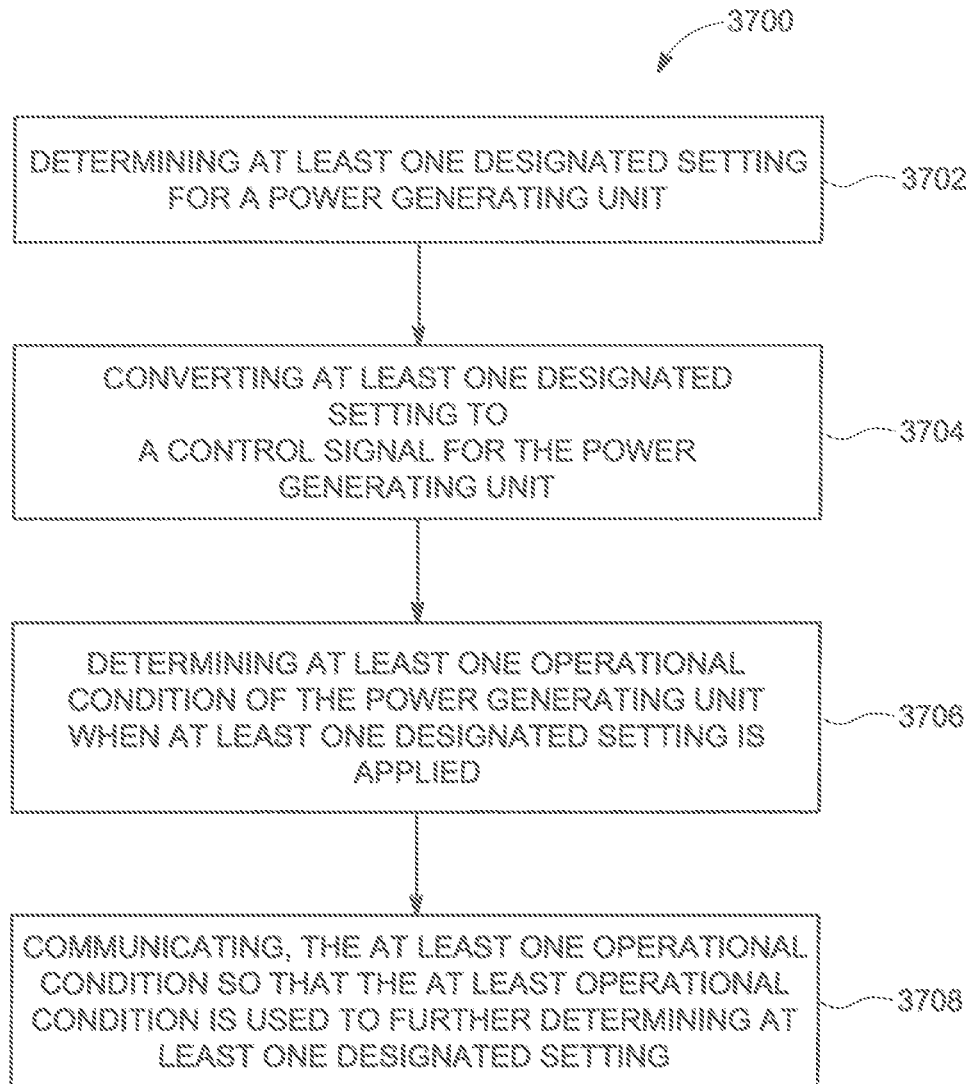 3700
DETERMINING AT LEAST ONE DESIGNATED SETTING
FOR A POWER GENERATING UNIT
3702
CONVERTING AT LEAST ONE DESIGNATED
SETTING TO
A CONTROL SIGNAL FOR THE POWER
GENERATING UNIT
3704
DETERMINING AT LEAST ONE OPERATIONAL
CONDITION OF THE POWER GENERATING UNIT
WHEN AT LEAST ONE DESIGNATED SETTING IS
APPLIED
3706
COMMUNICATING, THE AT LEAST ONE OPERATIONAL
CONDITION SO THAT THE AT LEAST OPERATIONAL
CONDITION IS USED TO FURTHER DETERMINING AT
LEAST ONE DESIGNATED SETTING
3708